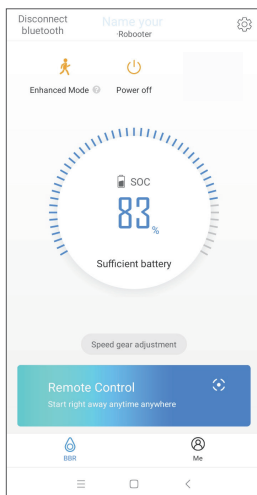 Disconnect
bluetooth
Name your
·Robooter
Enhanced Mode ?
Power off
SOC
83%
Sufficient battery
Speed gear adjustment
Remote Control
Start right away anytime anywhere
BBR
Me